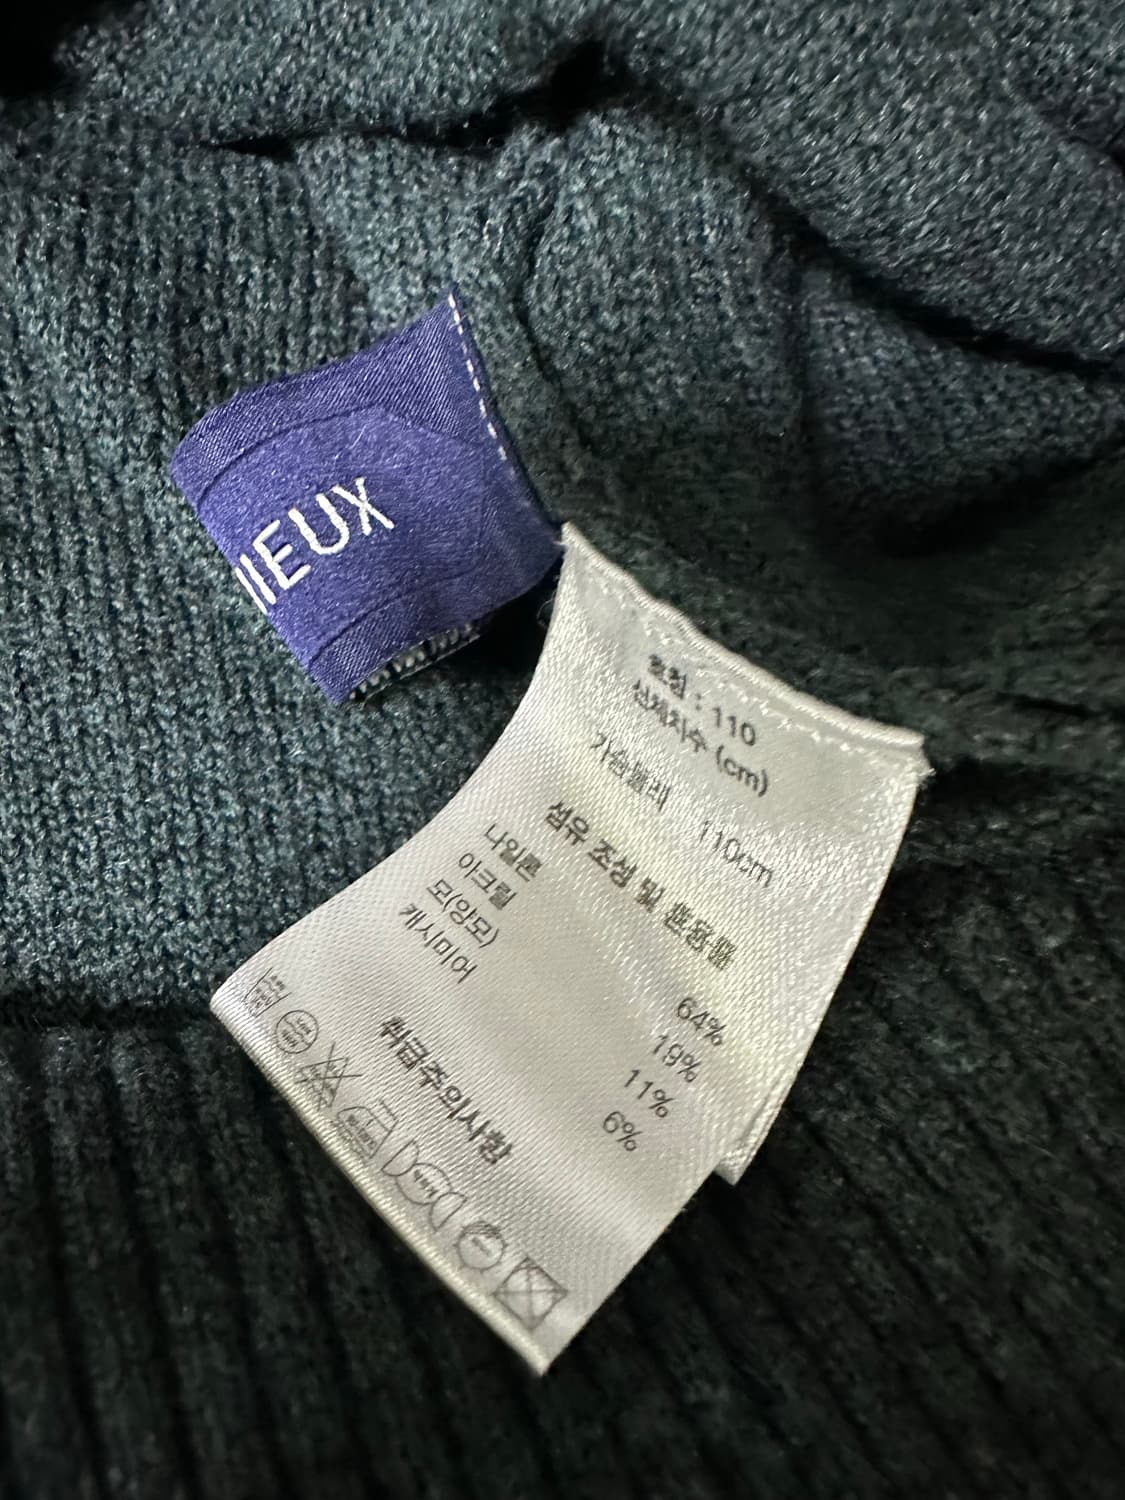 IEUX
호칭 : 110
신체치수 (cm)
가슴둘레 110cm
섬유 조성 및 혼용율
나일론 64%
아크릴 19%
모(양모) 11%
캐시미어 6%
취급주의사항